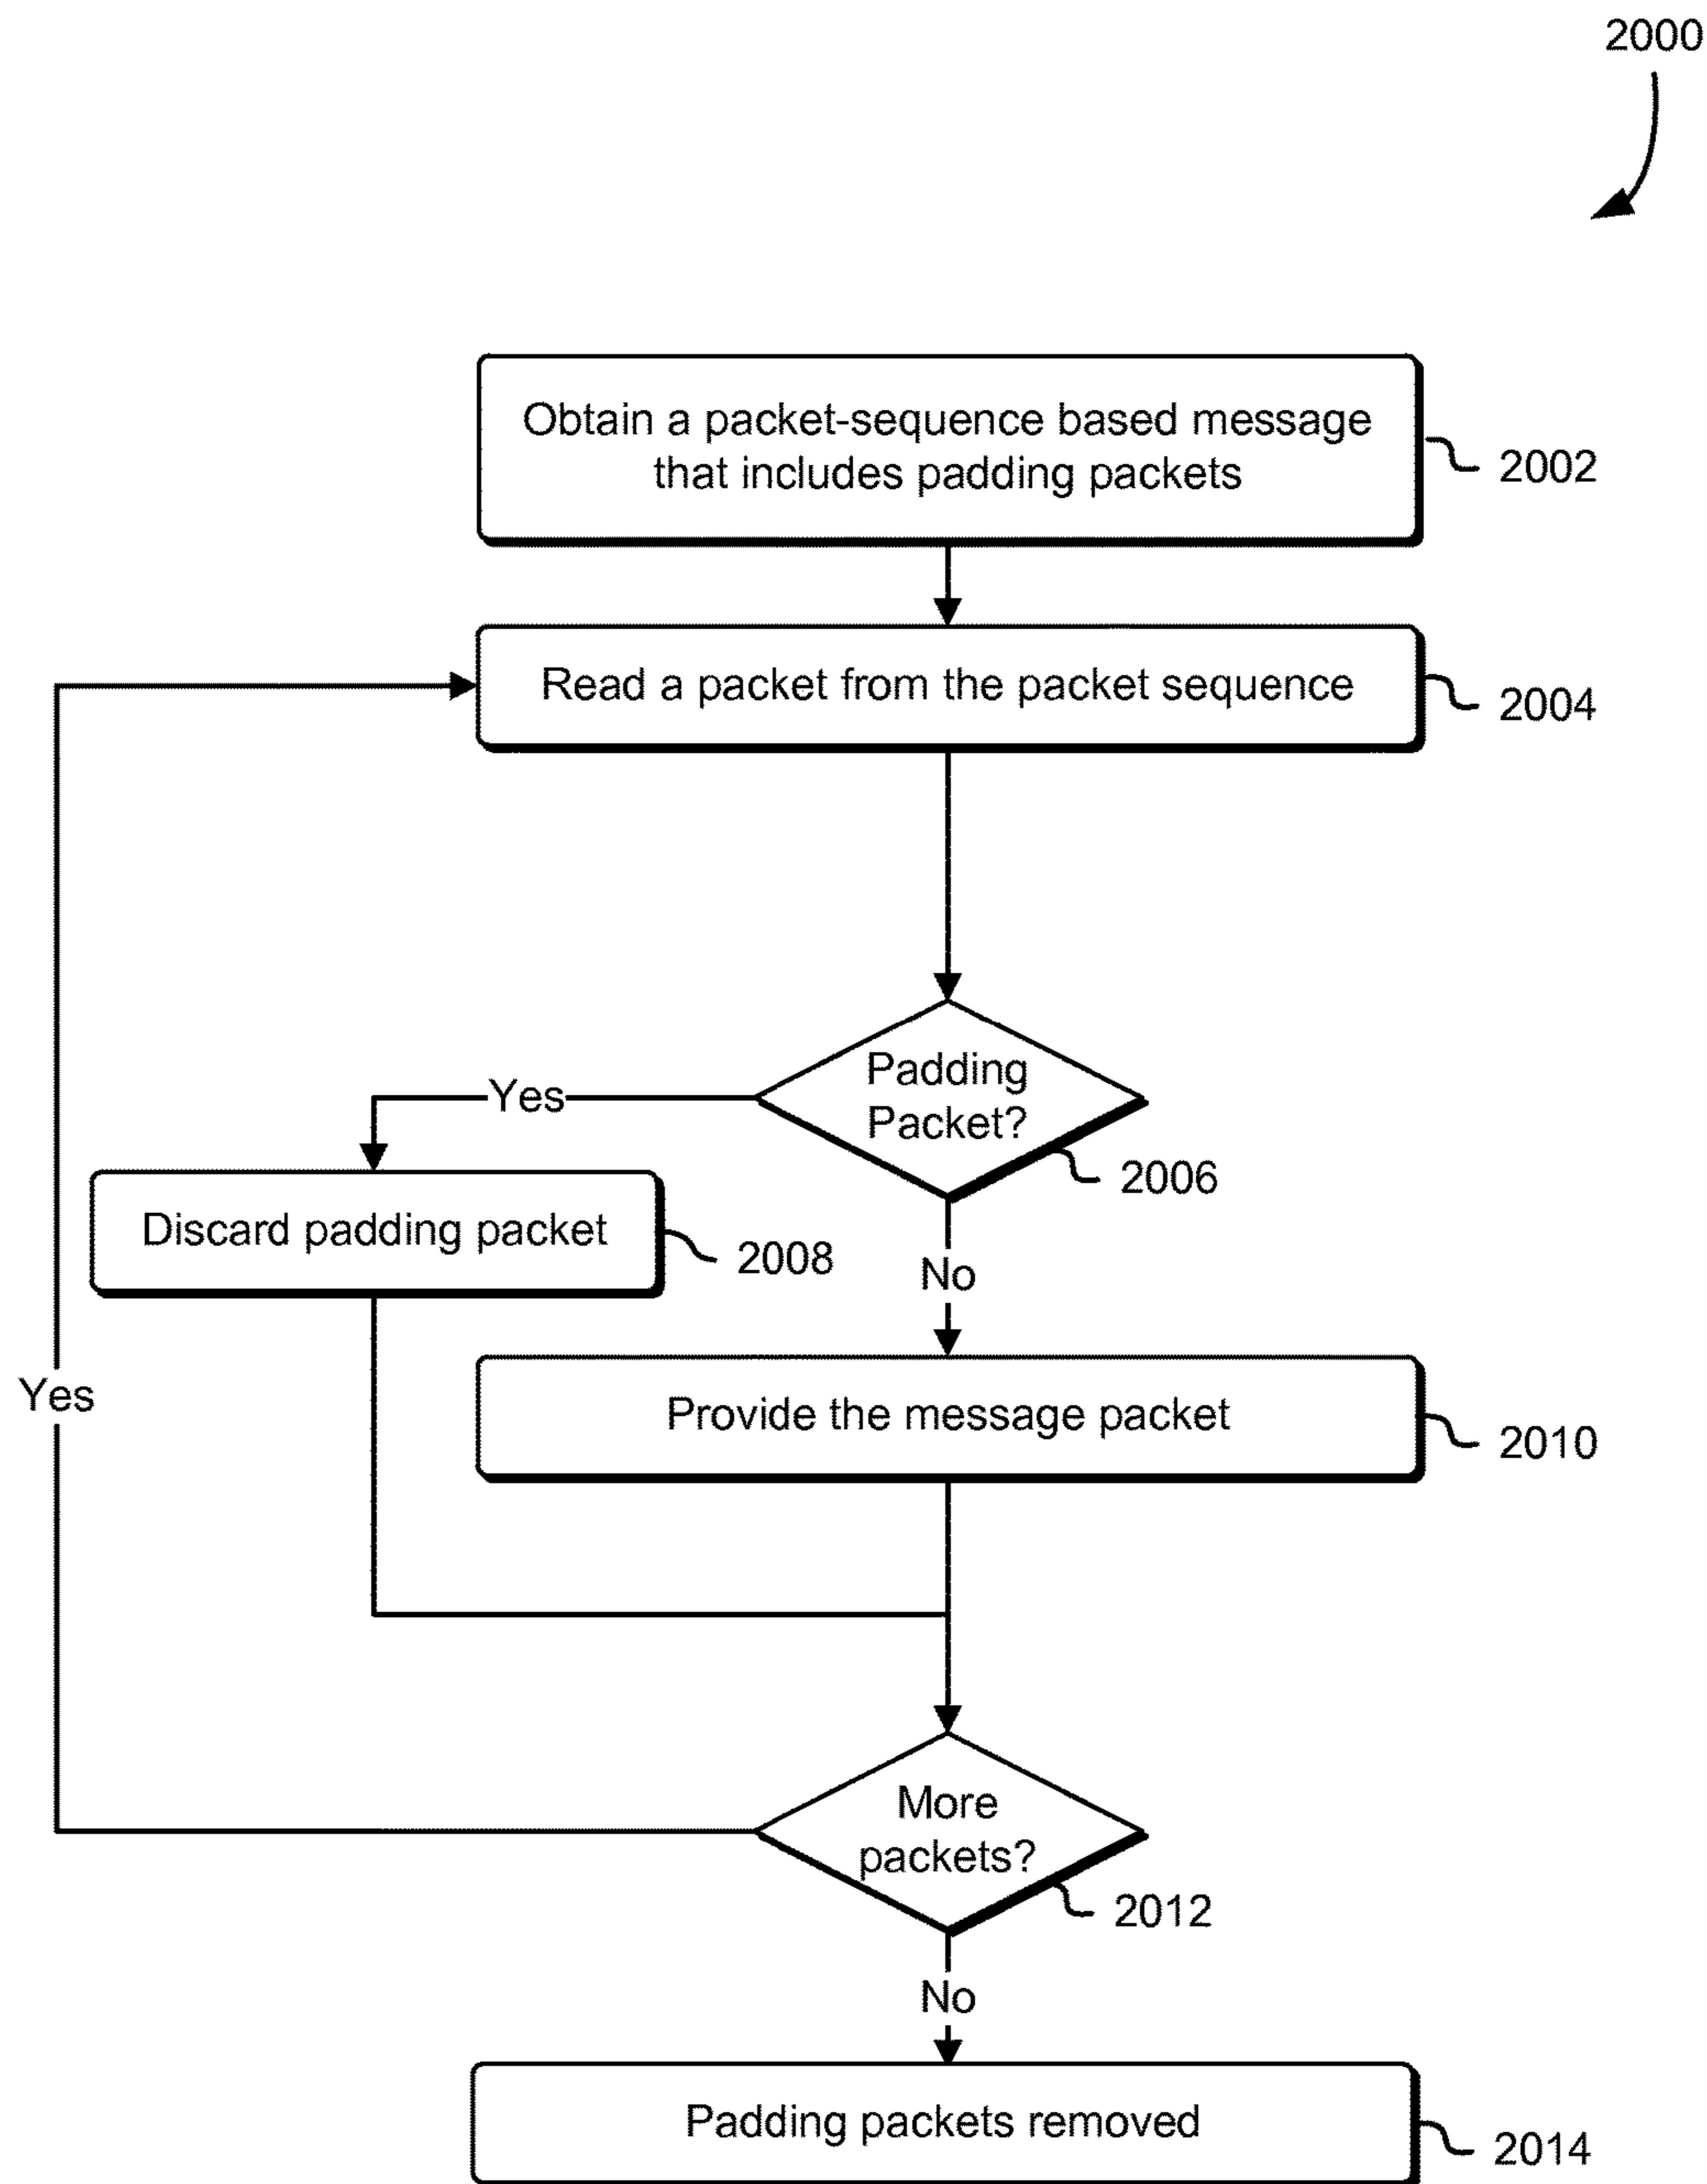 2000
Obtain a packet-sequence based message
that includes padding packets
2002
Read a packet from the packet sequence
2004
Padding
Packet?
Yes
2006
Discard padding packet
2008
No
Provide the message packet
2010
Yes
More
packets?
2012
No
Padding packets removed
2014